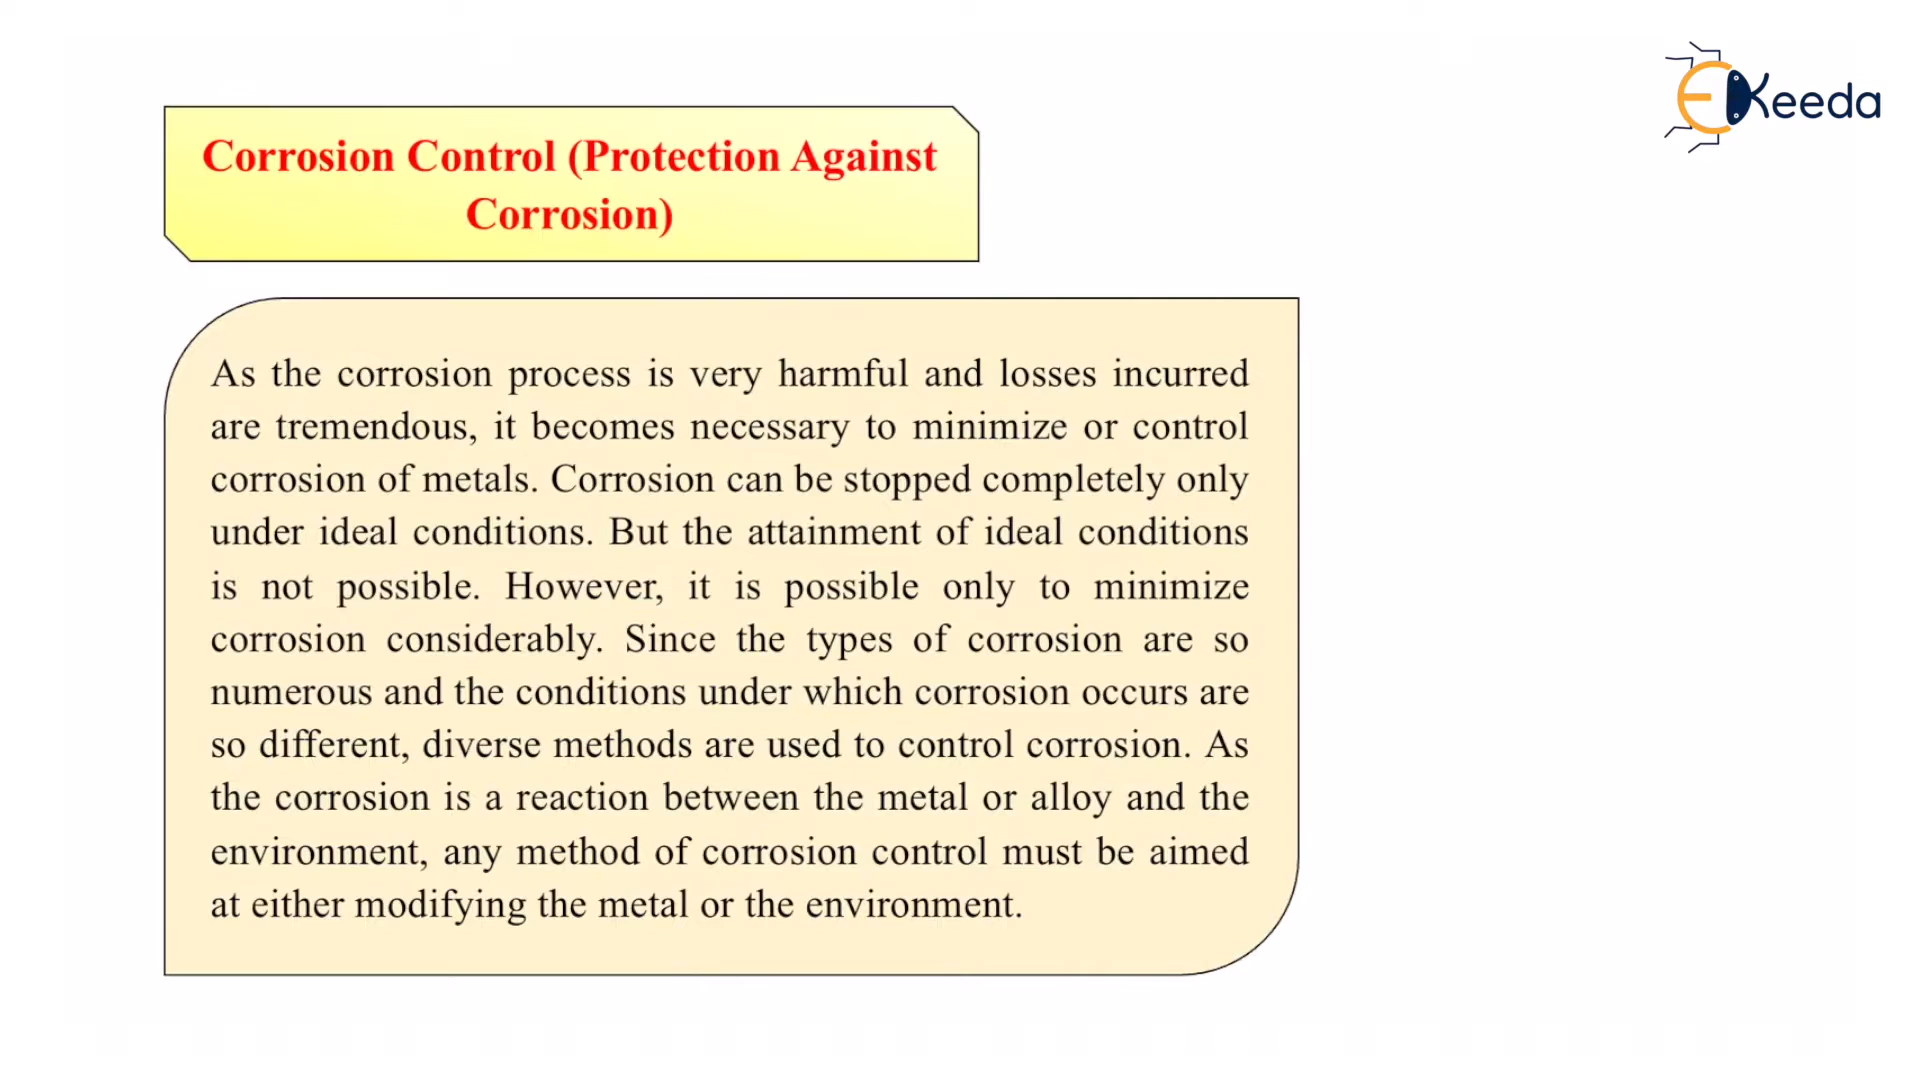 EKeeda
Corrosion Control (Protection Against
Corrosion)
As the corrosion process is very harmful and losses incurred
are tremendous, it becomes necessary to minimize or control
corrosion of metals. Corrosion can be stopped completely only
under ideal conditions. But the attainment of ideal conditions
is not possible. However, it is possible only to minimize
corrosion considerably. Since the types of corrosion are so
numerous and the conditions under which corrosion occurs are
so different, diverse methods are used to control corrosion. As
the corrosion is a reaction between the metal or alloy and the
environment, any method of corrosion control must be aimed
at either modifying the metal or the environment.